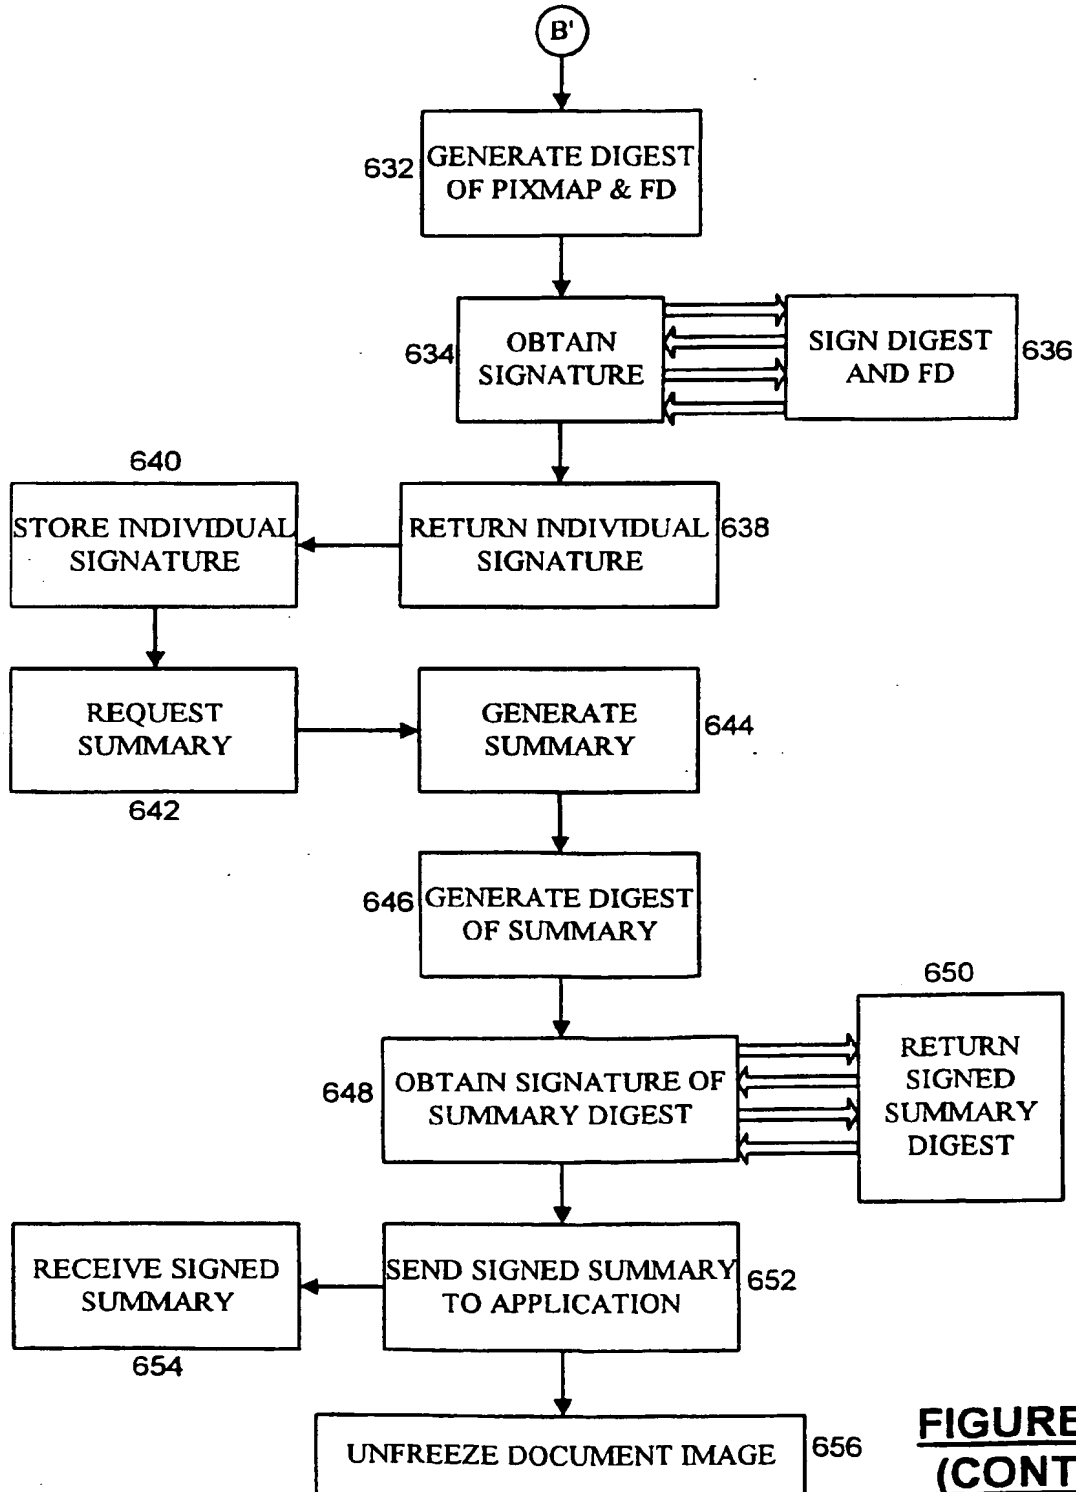 B'
632
GENERATE DIGEST
OF PIXMAP & FD
634
OBTAIN
SIGNATURE
SIGN DIGEST
AND FD
636
640
STORE INDIVIDUAL
SIGNATURE
RETURN INDIVIDUAL
SIGNATURE
638
REQUEST
SUMMARY
642
GENERATE
SUMMARY
644
646
GENERATE DIGEST
OF SUMMARY
648
OBTAIN SIGNATURE OF
SUMMARY DIGEST
650
RETURN
SIGNED
SUMMARY
DIGEST
RECEIVE SIGNED
SUMMARY
654
SEND SIGNED SUMMARY
TO APPLICATION
652
UNFREEZE DOCUMENT IMAGE
656
FIGURE
(CONT